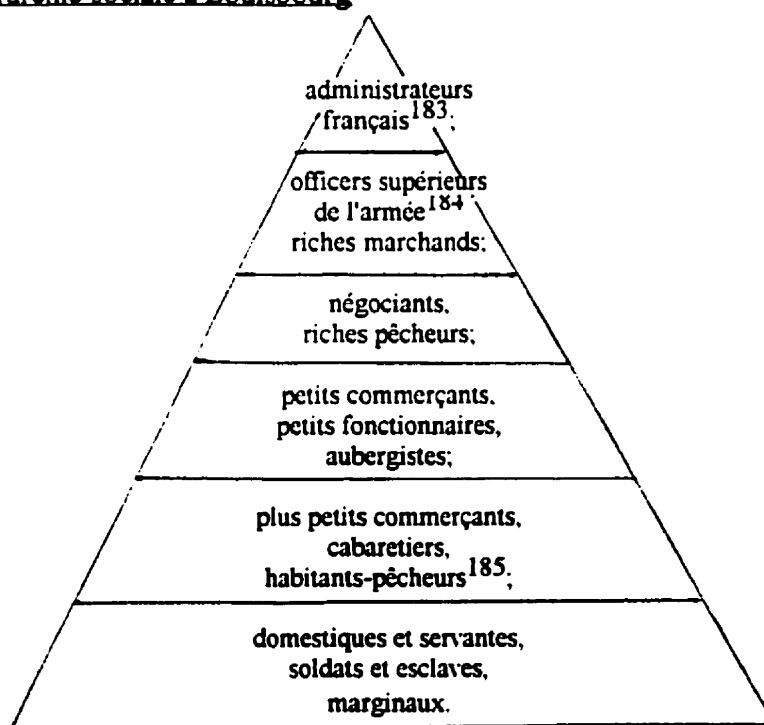 administrateurs
français183;
officers supérieurs
de l'armée184
riches marchands;
négociants,
riches pêcheurs;
petits commerçants,
petits fonctionnaires,
aubergistes;
plus petits commerçants,
cabaretiers,
habitants-pêcheurs185;
domestiques et servantes,
soldats et esclaves,
marginaux.